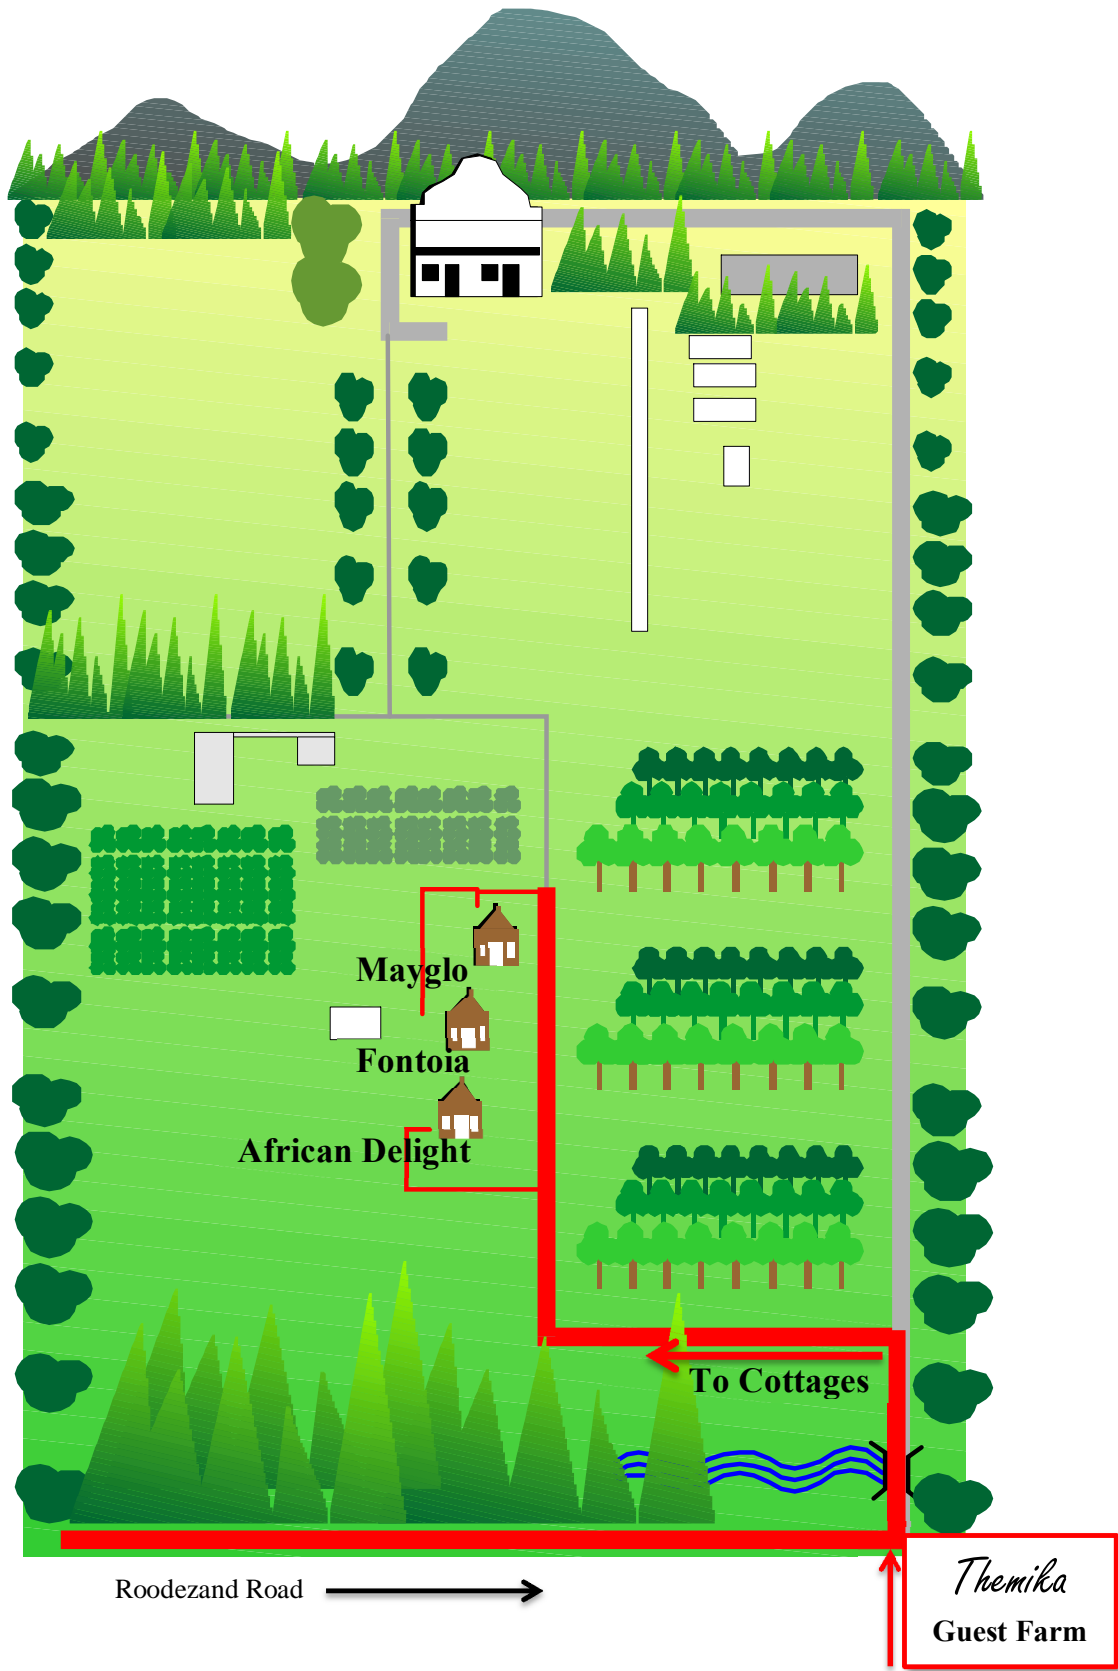 Mayglo
Fontoia
African Delight
To Cottages
Roodezand Road
Themika
Guest Farm